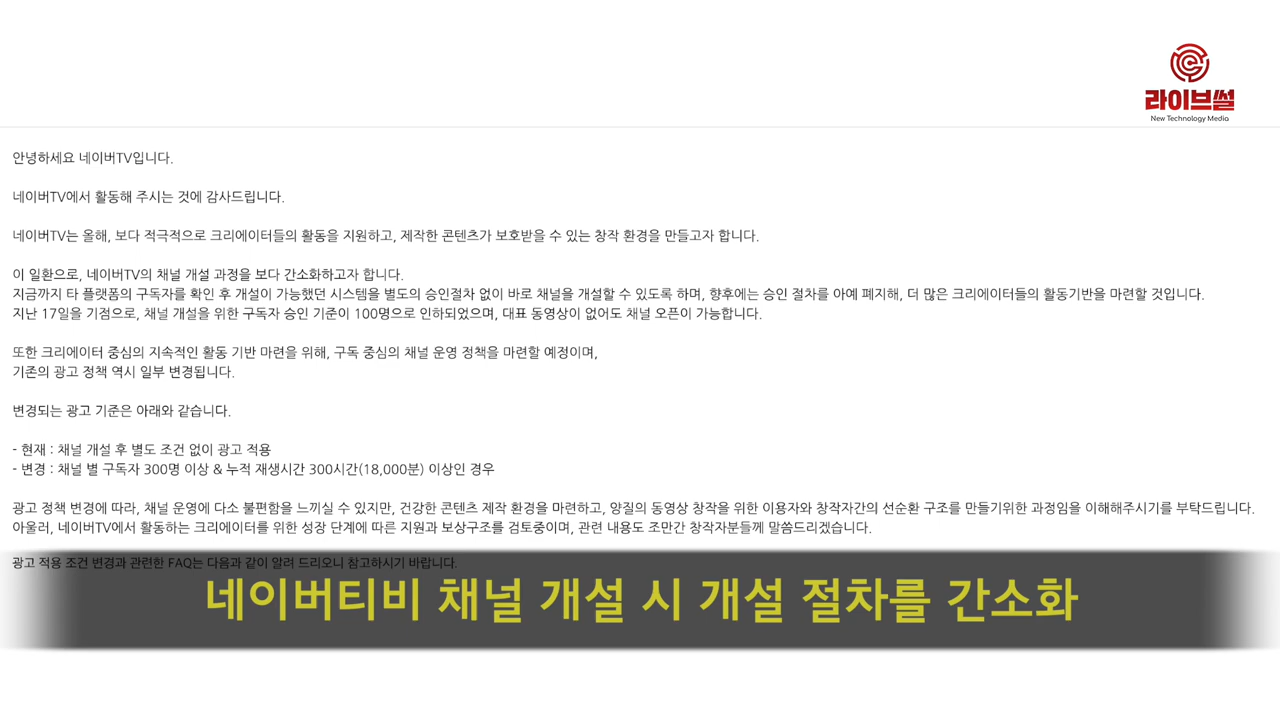 라이브썰
New Technology Media
안녕하세요 네이버TV입니다.
네이버TV에서 활동해 주시는 것에 감사드립니다.
네이버TV는 올해, 보다 적극적으로 크리에이터들의 활동을 지원하고, 제작한 콘텐츠가 보호받을 수 있는 창작 환경을 만들고자 합니다.
이 일환으로, 네이버TV의 채널 개설 과정을 보다 간소화하고자 합니다.
지금까지 타 플랫폼의 구독자를 확인 후 개설이 가능했던 시스템을 별도의 승인절차 없이 바로 채널을 개설할 수 있도록 하며, 향후에는 승인 절차를 아예 폐지해, 더 많은 크리에이터들의 활동기반을 마련할 것입니다.
지난 17일을 기점으로, 채널 개설을 위한 구독자 승인 기준이 100명으로 인하되었으며, 대표 동영상이 없어도 채널 오픈이 가능합니다.
또한 크리에이터 중심의 지속적인 활동 기반 마련을 위해, 구독 중심의 채널 운영 정책을 마련할 예정이며,
기존의 광고 정책 역시 일부 변경됩니다.
변경되는 광고 기준은 아래와 같습니다.
- 현재 : 채널 개설 후 별도 조건 없이 광고 적용
- 변경 : 채널 별 구독자 300명 이상 & 누적 재생시간 300시간(18,000분) 이상인 경우
광고 정책 변경에 따라, 채널 운영에 다소 불편함을 느끼실 수 있지만, 건강한 콘텐츠 제작 환경을 마련하고, 양질의 동영상 창작을 위한 이용자와 창작자간의 선순환 구조를 만들기위한 과정임을 이해해주시기를 부탁드립니다.
아울러, 네이버TV에서 활동하는 크리에이터를 위한 성장 단계에 따른 지원과 보상구조를 검토중이며, 관련 내용도 조만간 창작자분들께 말씀드리겠습니다.
광고 적용 조건 변경과 관련한 FAQ는 다음과 같이 알려 드리오니 참고하시기 바랍니다.
네이버티비 채널 개설 시 개설 절차를 간소화